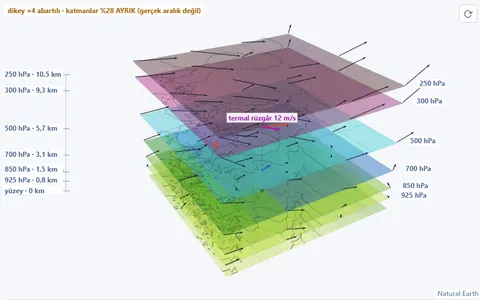 dikey ×4 abartılı - katmanlar %28 AYRIK (gerçek aralık değil)
250 hPa - 10,5 km
300 hPa - 9,3 km
500 hPa - 5,7 km
700 hPa - 3,1 km
850 hPa - 1,5 km
925 hPa - 0,8 km
yüzey - 0 km
termal rüzgâr 12 m/s
250 hPa
300 hPa
500 hPa
700 hPa
850 hPa
925 hPa
Natural Earth